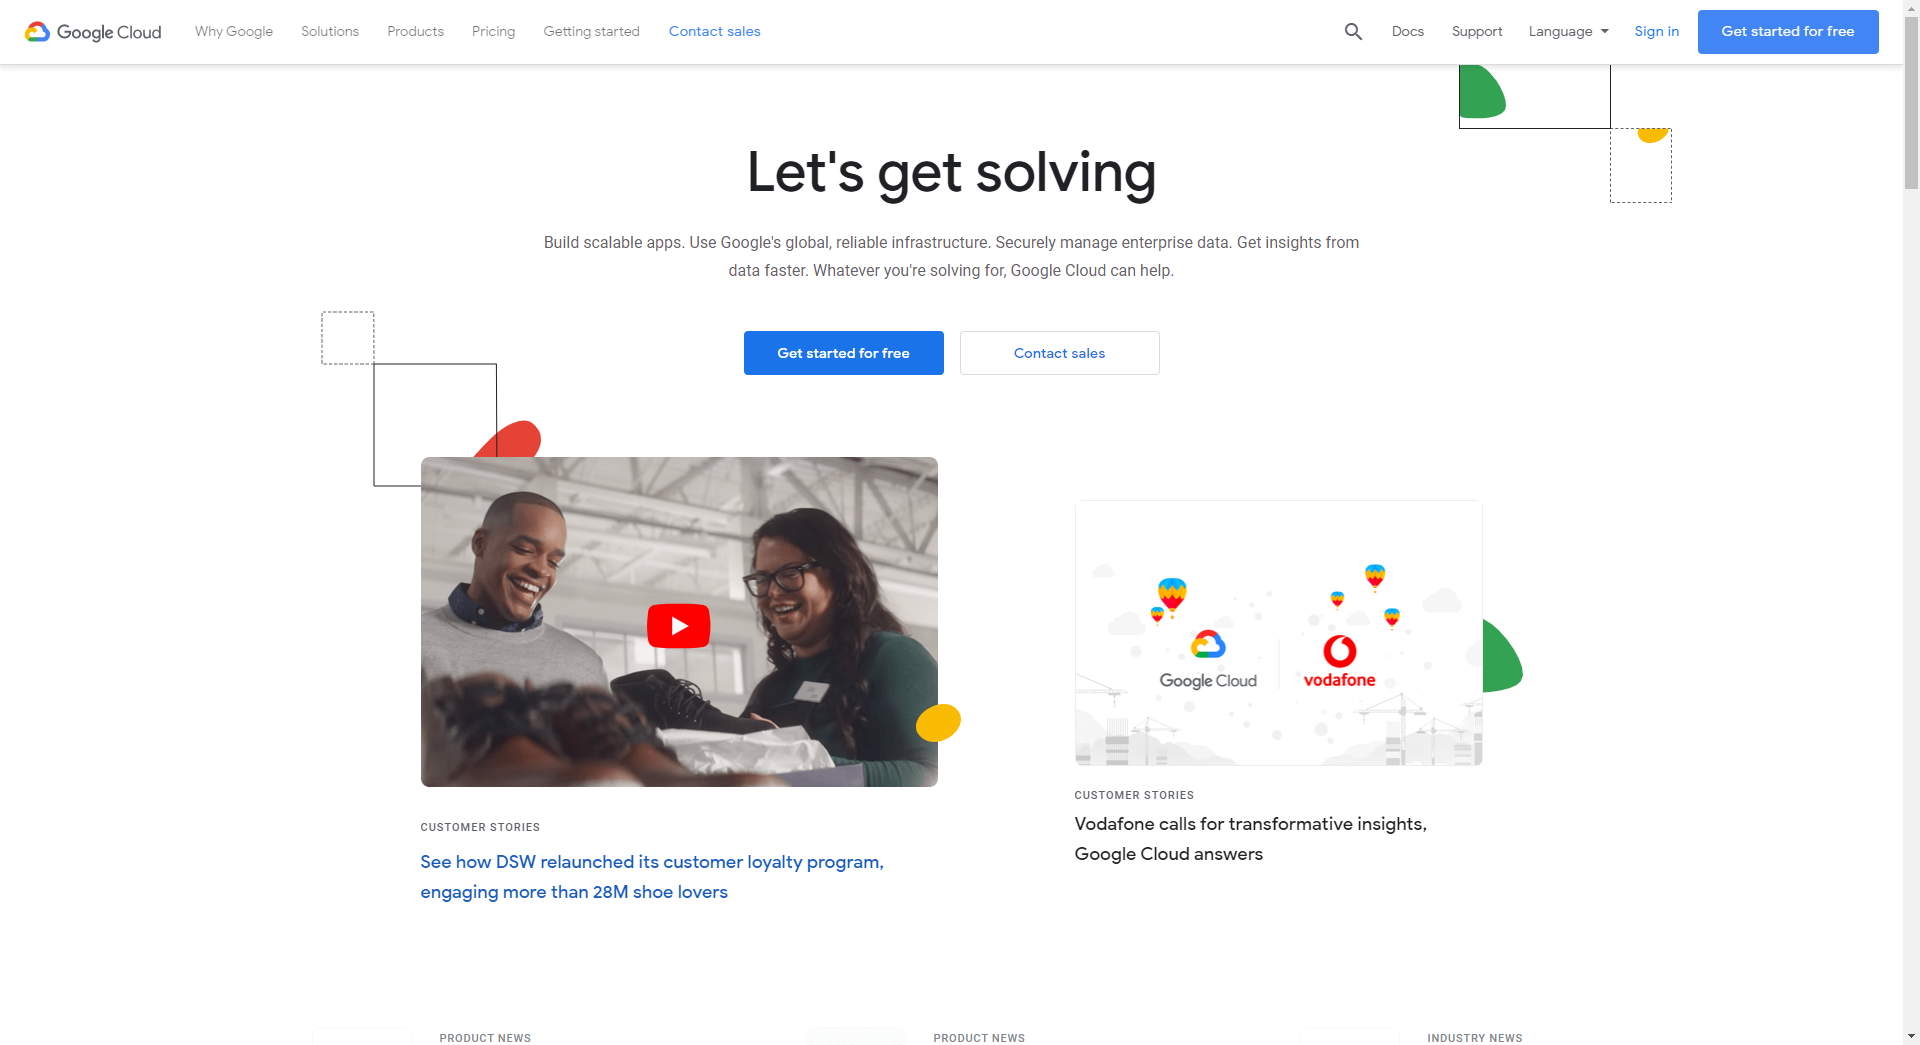 Google Cloud Why Google Solutions Products Pricing Getting started Contact sales Docs Support Language Sign in Get started for free
Let's get solving
Build scalable apps. Use Google's global, reliable infrastructure. Securely manage enterprise data. Get insights from
data faster. Whatever you're solving for, Google Cloud can help.
Get started for free Contact sales
Google Cloud vodafone
CUSTOMER STORIES
See how DSW relaunched its customer loyalty program,
engaging more than 28M shoe lovers
CUSTOMER STORIES
Vodafone calls for transformative insights,
Google Cloud answers
PRODUCT NEWS PRODUCT NEWS INDUSTRY NEWS